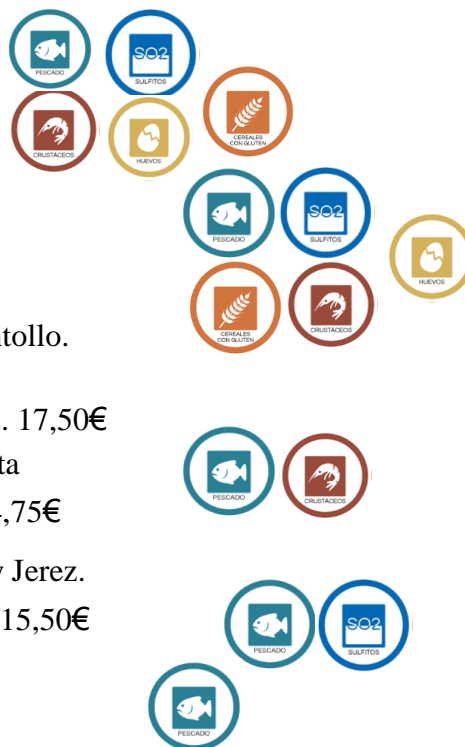 PESCADO
SO2
SULFITOS
CRUSTÁCEOS
HUEVOS
CEREALES
CON GLUTEN
PESCADO
SO2
SULFITOS
HUEVOS
CEREALES
CON GLUTEN
CRUSTÁCEOS
tollo.
. 17,50€
ta
,75€
Jerez.
15,50€
PESCADO
CRUSTÁCEOS
PESCADO
SO2
SULFITOS
PESCADO